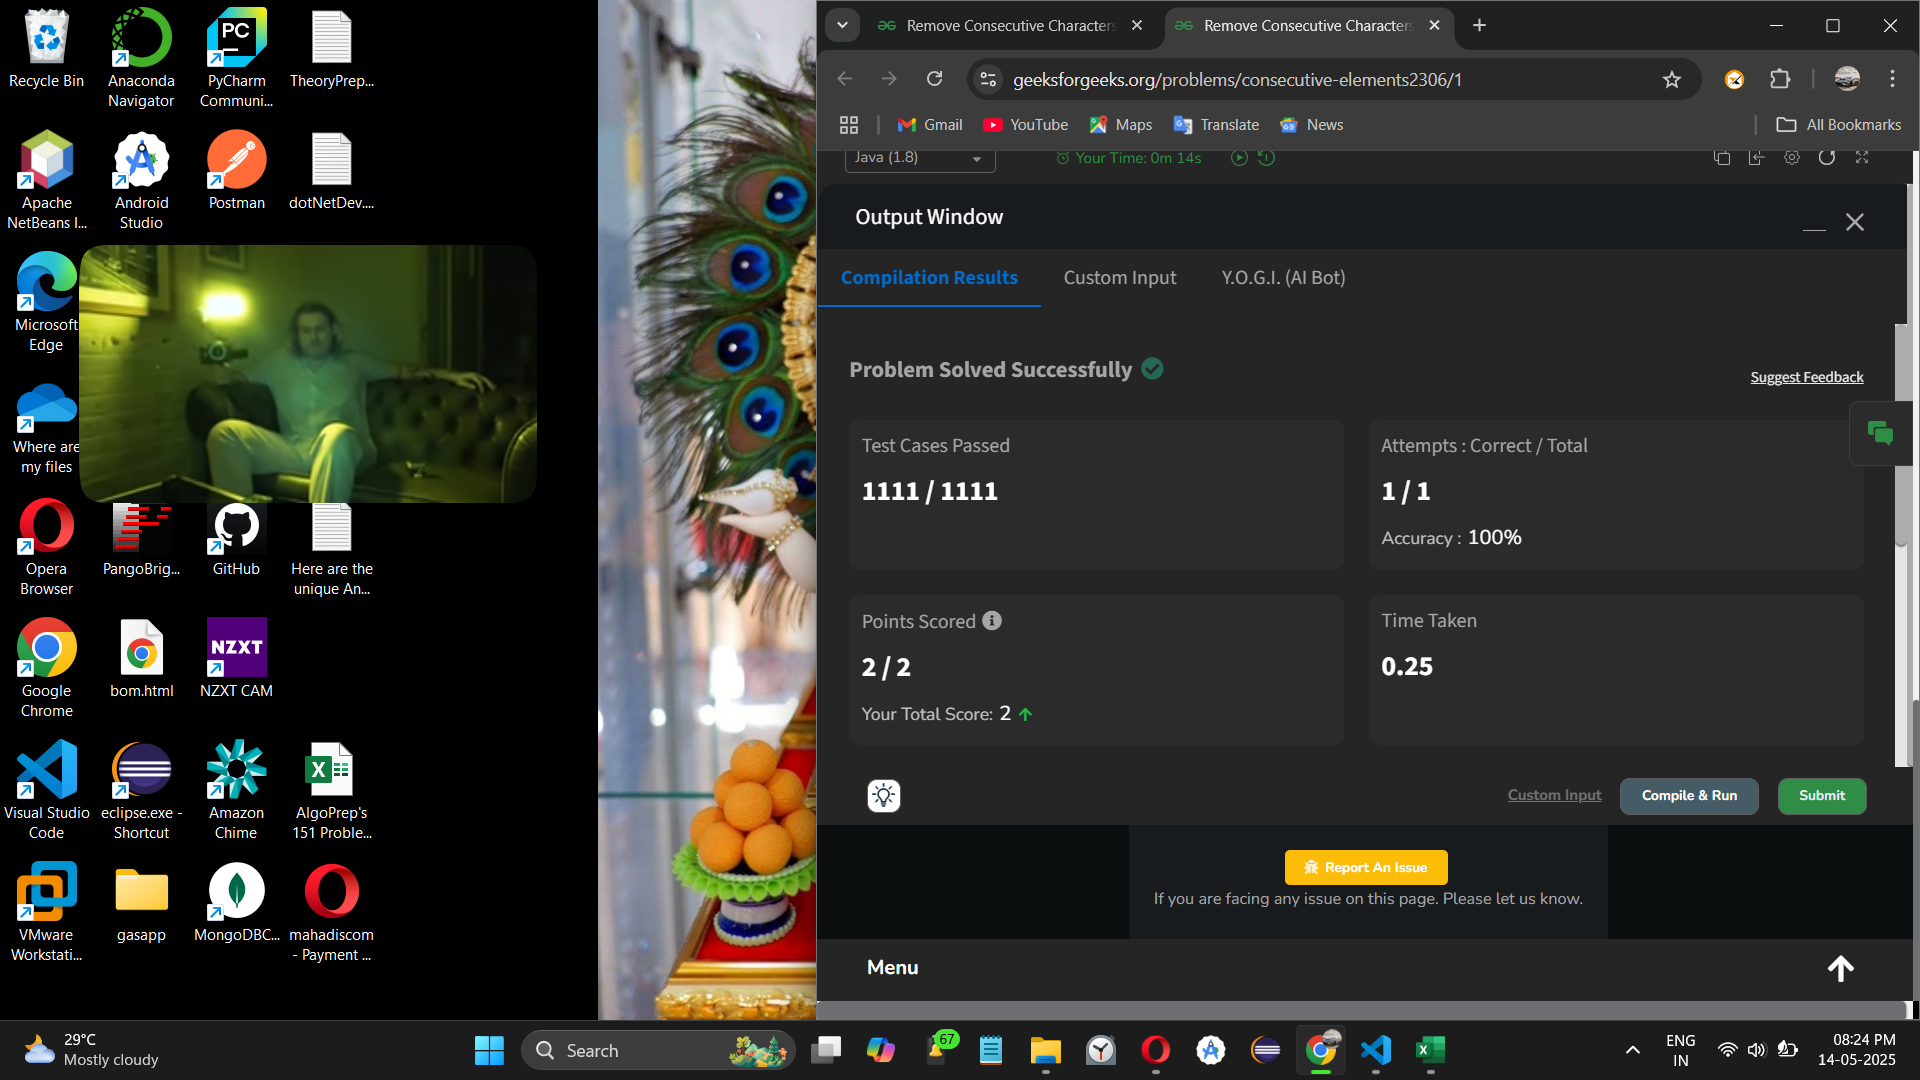 Recycle Bin
Anaconda
Navigator
PyCharm
Communi...
TheoryPrep...
Apache
NetBeans I...
Android
Studio
Postman
dotNetDev....
Microsoft
Edge
Where are
my files
Opera
Browser
PangoBrig...
GitHub
Here are the
unique An...
Google
Chrome
bom.html
NZXT
NZXT CAM
Visual Studio
Code
eclipse.exe -
Shortcut
Amazon
Chime
AlgoPrep's
151 Proble...
VMware
Workstati...
gasapp
MongoDBC...
mahadiscom
- Payment ...
Remove Consecutive Characters
Remove Consecutive Characters
geeksforgeeks.org/problems/consecutive-elements2306/1
Gmail
YouTube
Maps
Translate
News
All Bookmarks
Java (1.8)
Your Time: 0m 14s
Output Window
Compilation Results
Custom Input
Y.O.G.I. (AI Bot)
Problem Solved Successfully
Suggest Feedback
Test Cases Passed
1111 / 1111
Attempts : Correct / Total
1 / 1
Accuracy : 100%
Points Scored
2 / 2
Your Total Score: 2
Time Taken
0.25
Custom Input
Compile & Run
Submit
Report An Issue
If you are facing any issue on this page. Please let us know.
Menu
29°C
Mostly cloudy
Search
67
ENG
IN
08:24 PM
14-05-2025